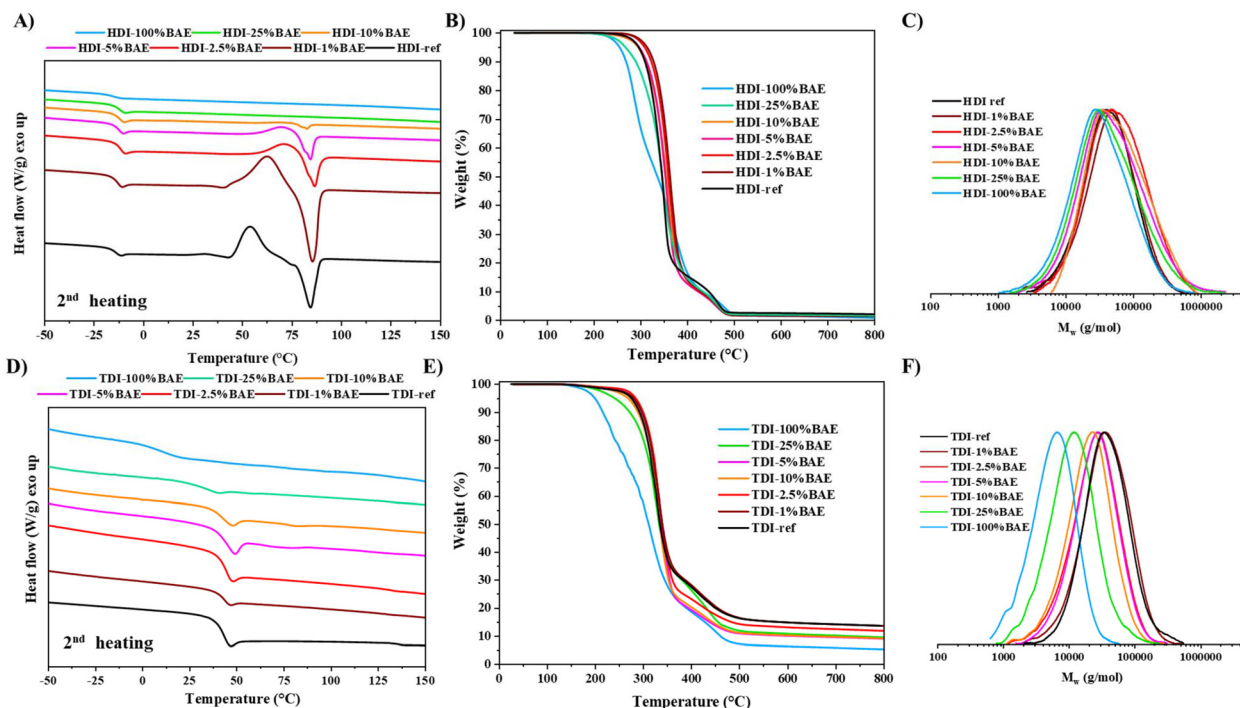 A)
HDI-100%BAE HDI-25%BAE HDI-10%BAE
HDI-5%BAE HDI-2.5%BAE HDI-1%BAE HDI-ref
Heat flow (W/g) exo up
2nd heating
-50 -25 0 25 50 75 100 125 150
Temperature (°C)
B)
100
90
80
70
60
50
40
30
20
10
0
Weight (%)
HDI-100%BAE
HDI-25%BAE
HDI-10%BAE
HDI-5%BAE
HDI-2.5%BAE
HDI-1%BAE
HDI-ref
0 100 200 300 400 500 600 700 800
Temperature (°C)
C)
HDI ref
HDI-1%BAE
HDI-2.5%BAE
HDI-5%BAE
HDI-10%BAE
HDI-25%BAE
HDI-100%BAE
100 1000 10000 100000 1000000
Mw (g/mol)
D)
TDI-100%BAE TDI-25%BAE TDI-10%BAE
TDI-5%BAE TDI-2.5%BAE TDI-1%BAE TDI-ref
Heat flow (W/g) exo up
2nd heating
-50 -25 0 25 50 75 100 125 150
Temperature (°C)
E)
100
90
80
70
60
50
40
30
20
10
0
Weight (%)
TDI-100%BAE
TDI-25%BAE
TDI-5%BAE
TDI-10%BAE
TDI-2.5%BAE
TDI-1%BAE
TDI-ref
0 100 200 300 400 500 600 700 800
Temperature (°C)
F)
TDI-ref
TDI-1%BAE
TDI-2.5%BAE
TDI-5%BAE
TDI-10%BAE
TDI-25%BAE
TDI-100%BAE
100 1000 10000 100000 1000000
Mw (g/mol)